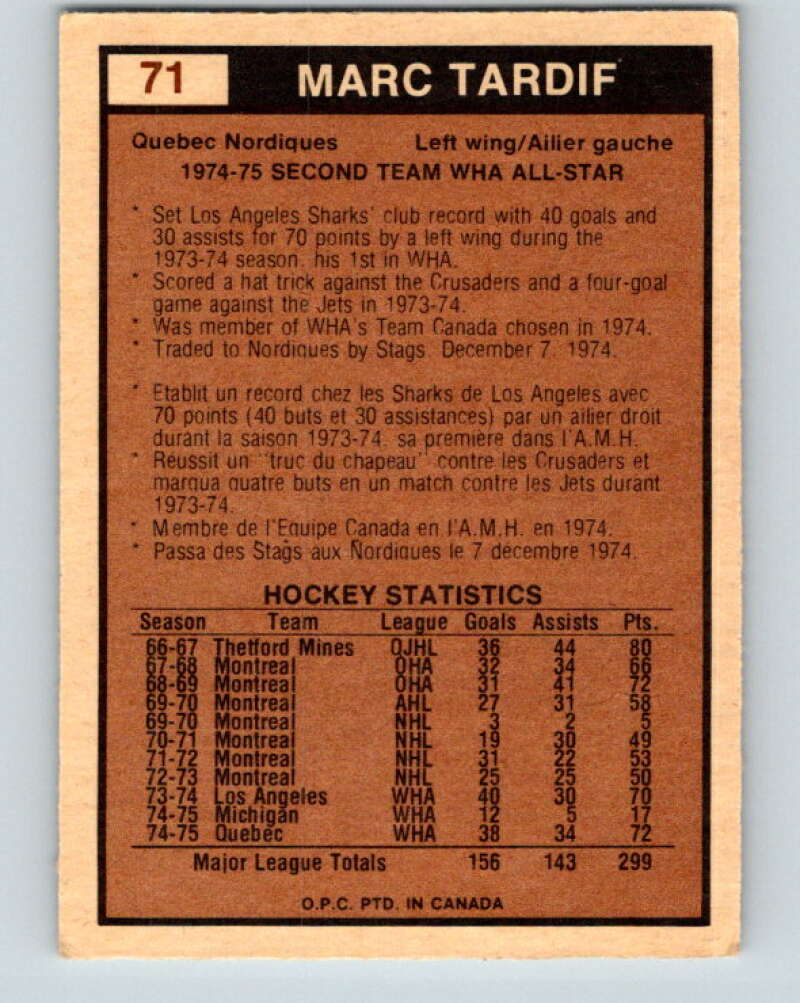 71 MARC TARDIF
Quebec Nordiques Left wing/Ailier gauche
1974-75 SECOND TEAM WHA ALL-STAR
* Set Los Angeles Sharks' club record with 40 goals and
30 assists for 70 points by a left wing during the
1973-74 season. his 1st in WHA.
* Scored a hat trick against the Crusaders and a four-goal
game against the Jets in 1973-74.
* Was member of WHA's Team Canada chosen in 1974.
* Traded to Nordiques by Stags. December 7. 1974.
* Etablit un record chez les Sharks de Los Angeles avec
70 points (40 buts et 30 assistances) par un ailier droit
durant la saison 1973-74. sa première dans l'A.M.H.
* Reussit un "truc du chapeau" contre les Crusaders et
marqua quatre buts en un match contre les Jets durant
1973-74.
* Membre de l'Equipe Canada en l'A.M.H. en 1974.
* Passa des Stags aux Nordiques le 7 decembre 1974.
HOCKEY STATISTICS
Season Team League Goals Assists Pts.
66-67 Thetford Mines QJHL 36 44 80
67-68 Montreal OHA 32 34 66
68-69 Montreal OHA 31 41 72
69-70 Montreal AHL 27 31 58
69-70 Montreal NHL 3 2 5
70-71 Montreal NHL 19 30 49
71-72 Montreal NHL 31 22 53
72-73 Montreal NHL 25 25 50
73-74 Los Angeles WHA 40 30 70
74-75 Michigan WHA 12 5 17
74-75 Quebec WHA 38 34 72
Major League Totals 156 143 299
O.P.C. PTD. IN CANADA